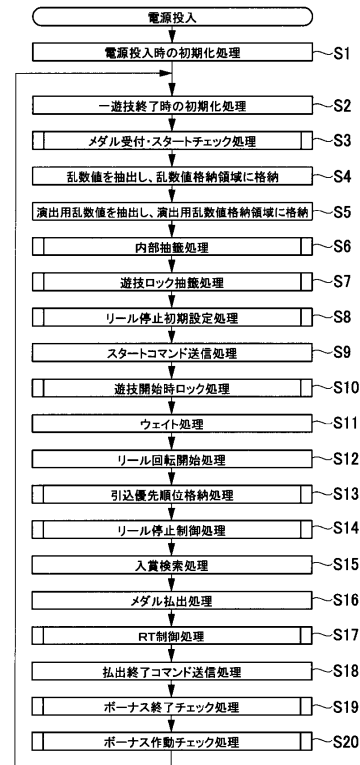 電源投入
電源投入時の初期化処理 S1
一遊技終了時の初期化処理 S2
メダル受付・スタートチェック処理 S3
乱数値を抽出し、乱数値格納領域に格納 S4
演出用乱数値を抽出し、演出用乱数値格納領域に格納 S5
内部抽籤処理 S6
遊技ロック抽籤処理 S7
リール停止初期設定処理 S8
スタートコマンド送信処理 S9
遊技開始時ロック処理 S10
ウェイト処理 S11
リール回転開始処理 S12
引込優先順位格納処理 S13
リール停止制御処理 S14
入賞検索処理 S15
メダル払出処理 S16
RT制御処理 S17
払出終了コマンド送信処理 S18
ボーナス終了チェック処理 S19
ボーナス作動チェック処理 S20